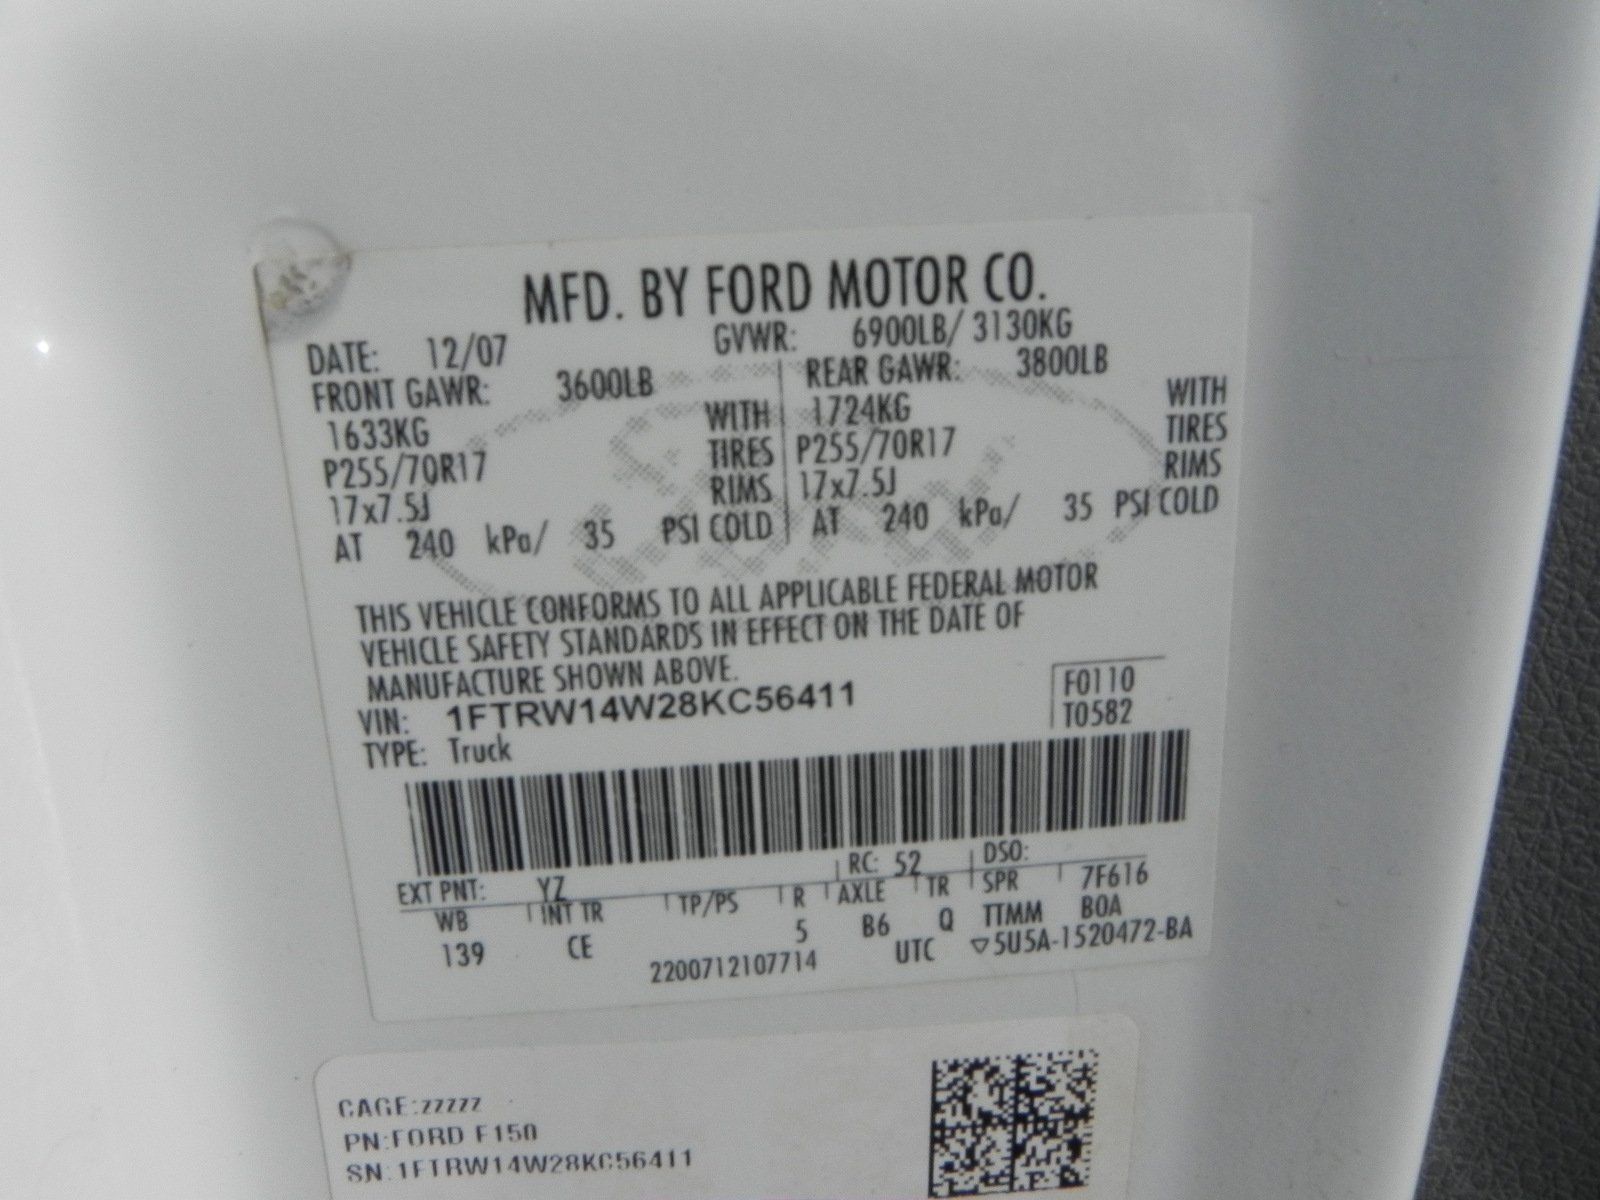 MFD. BY FORD MOTOR CO.
DATE: 12/07 GVWR: 6900LB/ 3130KG
FRONT GAWR: 3600LB REAR GAWR: 3800LB
1633KG WITH 1724KG WITH
P255/70R17 TIRES P255/70R17 TIRES
17x7.5J RIMS 17x7.5J RIMS
AT 240 kPa/ 35 PSI COLD AT 240 kPa/ 35 PSI COLD
THIS VEHICLE CONFORMS TO ALL APPLICABLE FEDERAL MOTOR
VEHICLE SAFETY STANDARDS IN EFFECT ON THE DATE OF
MANUFACTURE SHOWN ABOVE.
VIN: 1FTRW14W28KC56411 F0110
TYPE: Truck T0582
EXT PNT: YZ RC: 52 DSO:
WB INT TR TP/PS R AXLE TR SPR 7F616
139 CE 5 B6 Q TTMM B0A
2200712107714 UTC ▽5U5A-1520472-BA
CAGE:zzzzz
PN:FORD F150
SN:1FTRW14W28KC56411